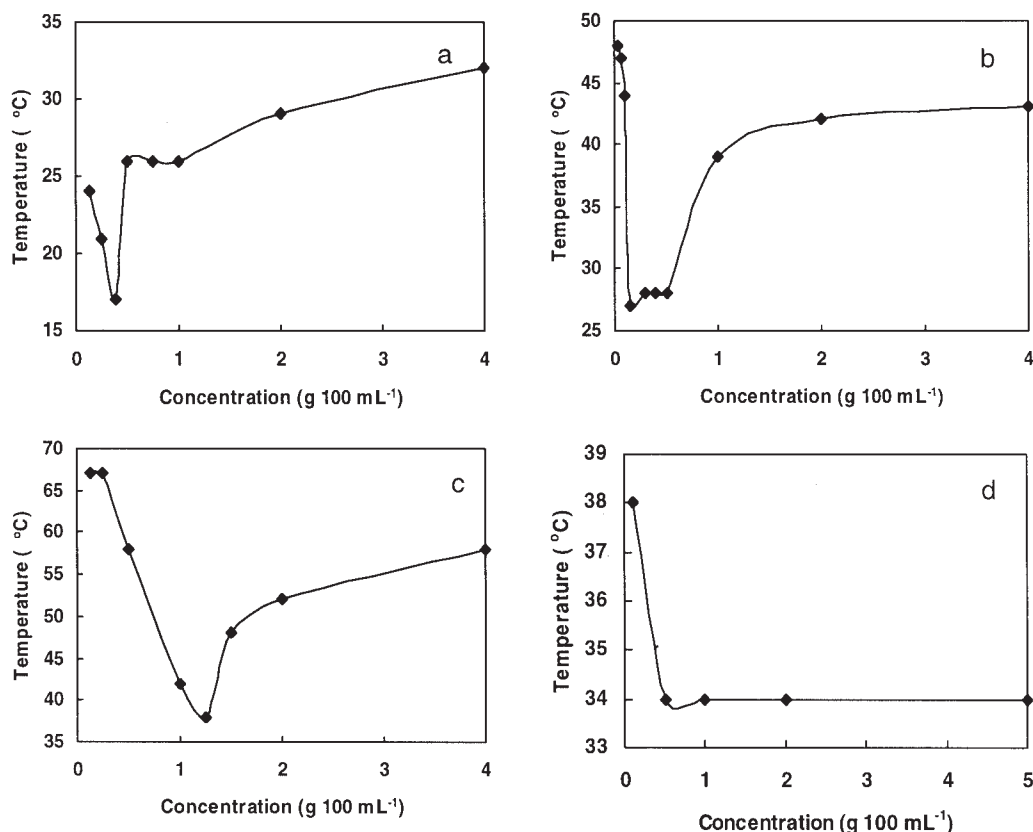 a
35
30
25
20
15
Temperature ( °C)
0 1 2 3 4
Concentration (g 100 mL⁻¹)
b
50
45
40
35
30
25
Temperature ( °C)
0 1 2 3 4
Concentration (g 100 mL⁻¹)
c
70
65
60
55
50
45
40
35
Temperature ( °C)
0 1 2 3 4
Concentration (g 100 mL⁻¹)
d
39
38
37
36
35
34
33
Temperature ( °C)
0 1 2 3 4 5
Concentration (g 100 mL⁻¹)